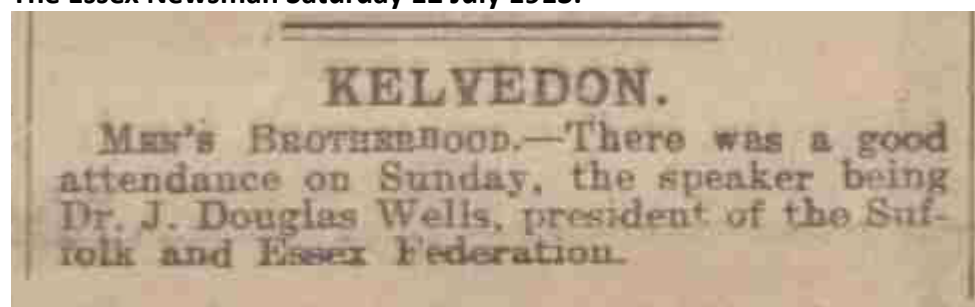 The Essex Newsman Saturday 12 July 1913.
KELVEDON.
MEN'S BROTHERHOOD.—There was a good
attendance on Sunday, the speaker being
Dr. J. Douglas Wells, president of the Suf-
folk and Essex Federation.